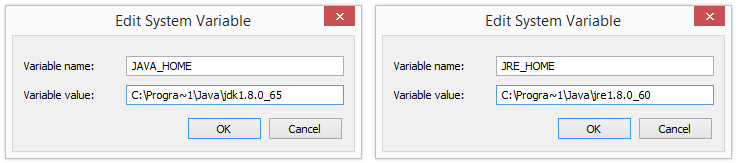 Edit System Variable
Variable name: JAVA_HOME
Variable value: C:\Progra~1\Java\jdk1.8.0_65
OK Cancel
Edit System Variable
Variable name: JRE_HOME
Variable value: C:\Progra~1\Java\jre1.8.0_60
OK Cancel